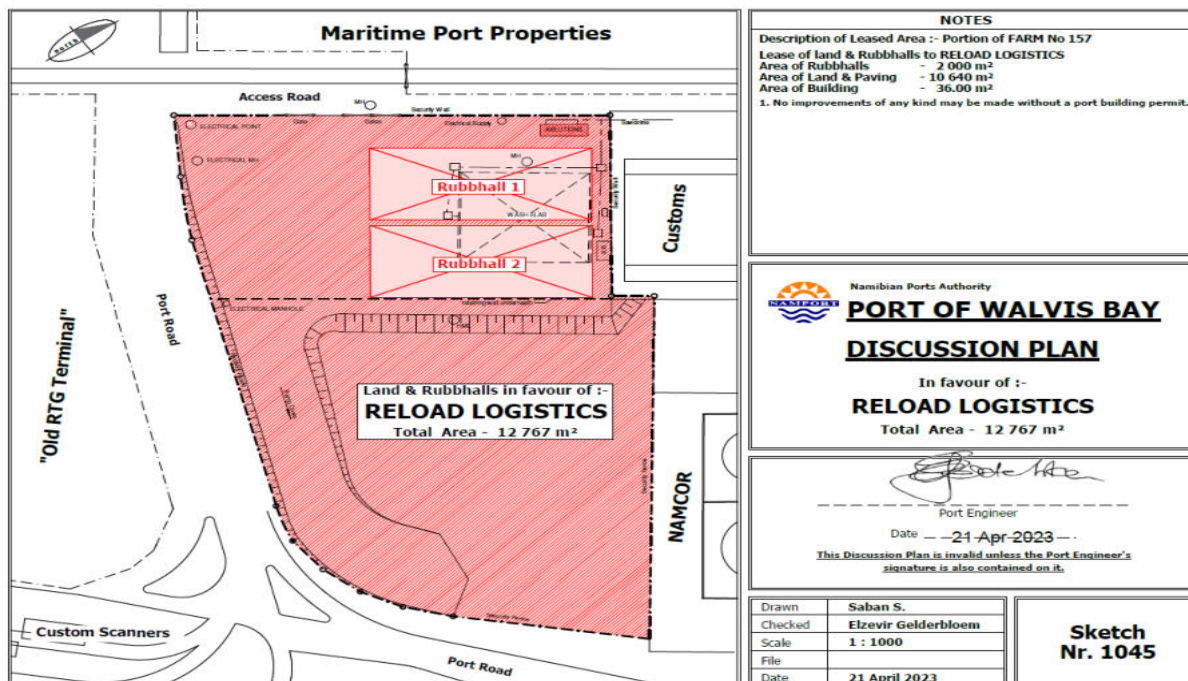 NORTH
Maritime Port Properties
Access Road
MH
Security Wall
Gate
Gates
Electrical Supply
ABLUTIONS
ELECTRICAL POINT
ELECTRICAL MH
MH
Rubbhall 1
WASH SLAB
Security Wall
Rubbhall 2
Customs
ELECTRICAL MANHOLE
Port Road
"Old RTG Terminal"
Land & Rubbhalls in favour of :-
RELOAD LOGISTICS
Total Area - 12 767 m²
Security Fence
NAMCOR
Security Fence
Custom Scanners
Port Road
NOTES
Description of Leased Area :- Portion of FARM No 157
Lease of land & Rubbhalls to RELOAD LOGISTICS
Area of Rubbhalls - 2 000 m²
Area of Land & Paving - 10 640 m²
Area of Building - 36.00 m²
1. No improvements of any kind may be made without a port building permit.
NAMPORT
Namibian Ports Authority
PORT OF WALVIS BAY
DISCUSSION PLAN
In favour of :-
RELOAD LOGISTICS
Total Area - 12 767 m²
Port Engineer
Date 21 Apr 2023
This Discussion Plan is invalid unless the Port Engineer's
signature is also contained on it.
Drawn Saban S.
Checked Elzevir Gelderbloem
Scale 1 : 1000
File
Date 21 April 2023
Sketch
Nr. 1045